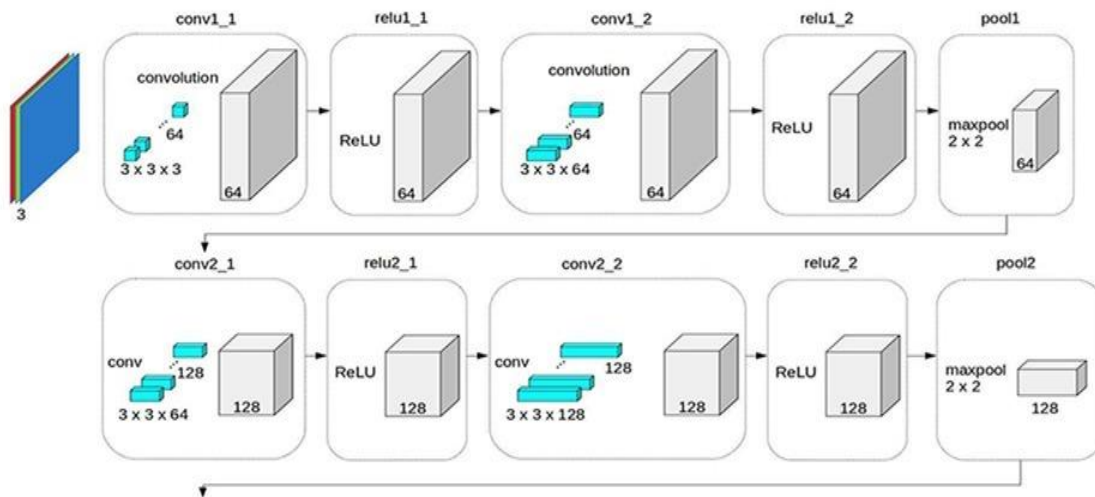 conv1_1
relu1_1
conv1_2
relu1_2
pool1
convolution
64
3 x 3 x 3
64
3
ReLU
64
convolution
64
3 x 3 x 64
64
ReLU
64
maxpool
2 x 2
64
conv2_1
relu2_1
conv2_2
relu2_2
pool2
conv
128
3 x 3 x 64
128
ReLU
128
conv
128
3 x 3 x 128
128
ReLU
128
maxpool
2 x 2
128